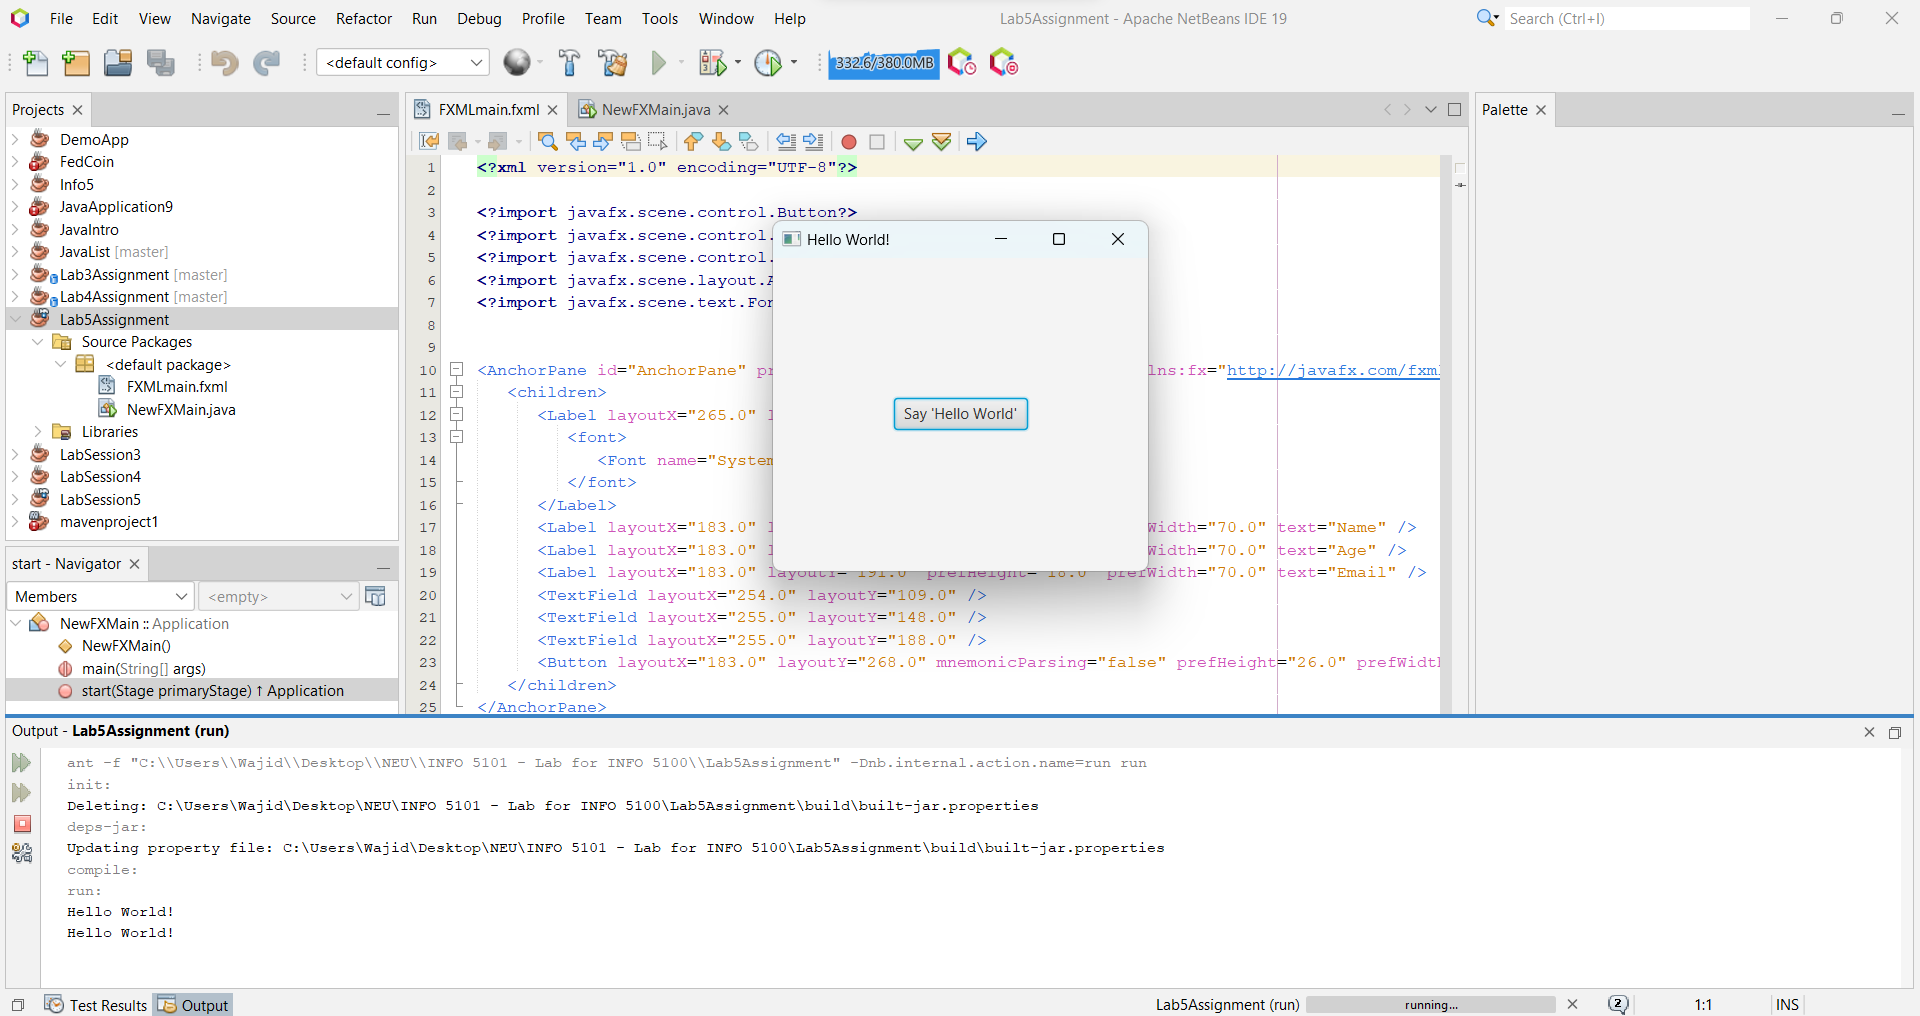 File Edit View Navigate Source Refactor Run Debug Profile Team Tools Window Help
Lab5Assignment - Apache NetBeans IDE 19
Search (Ctrl+I)
<default config>
332.6/380.0MB
Projects
DemoApp
FedCoin
Info5
JavaApplication9
JavaIntro
JavaList [master]
Lab3Assignment [master]
Lab4Assignment [master]
Lab5Assignment
Source Packages
<default package>
FXMLmain.fxml
NewFXMain.java
Libraries
LabSession3
LabSession4
LabSession5
mavenproject1
start - Navigator
Members
<empty>
NewFXMain :: Application
NewFXMain()
main(String[] args)
start(Stage primaryStage) ↑ Application
FXMLmain.fxml
NewFXMain.java
1 <?xml version="1.0" encoding="UTF-8"?>
2
3 <?import javafx.scene.control.Button?>
4 <?import javafx.scene.control.
5 <?import javafx.scene.control.
6 <?import javafx.scene.layout.
7 <?import javafx.scene.text.For
8
9
10 <AnchorPane id="AnchorPane" pr lns:fx="http://javafx.com/fxml
11 <children>
12 <Label layoutX="265.0"
13 <font>
14 <Font name="System
15 </font>
16 </Label>
17 <Label layoutX="183.0" Width="70.0" text="Name" />
18 <Label layoutX="183.0" Width="70.0" text="Age" />
19 <Label layoutX="183.0" layoutY="191.0" prefHeight="18.0" prefWidth="70.0" text="Email" />
20 <TextField layoutX="254.0" layoutY="109.0" />
21 <TextField layoutX="255.0" layoutY="148.0" />
22 <TextField layoutX="255.0" layoutY="188.0" />
23 <Button layoutX="183.0" layoutY="268.0" mnemonicParsing="false" prefHeight="26.0" prefWidth
24 </children>
25 </AnchorPane>
Hello World!
Say 'Hello World'
Palette
Output - Lab5Assignment (run)
ant -f "C:\\Users\\Wajid\\Desktop\\NEU\\INFO 5101 - Lab for INFO 5100\\Lab5Assignment" -Dnb.internal.action.name=run run
init:
Deleting: C:\Users\Wajid\Desktop\NEU\INFO 5101 - Lab for INFO 5100\Lab5Assignment\build\built-jar.properties
deps-jar:
Updating property file: C:\Users\Wajid\Desktop\NEU\INFO 5101 - Lab for INFO 5100\Lab5Assignment\build\built-jar.properties
compile:
run:
Hello World!
Hello World!
Test Results
Output
Lab5Assignment (run)
running...
2
1:1
INS